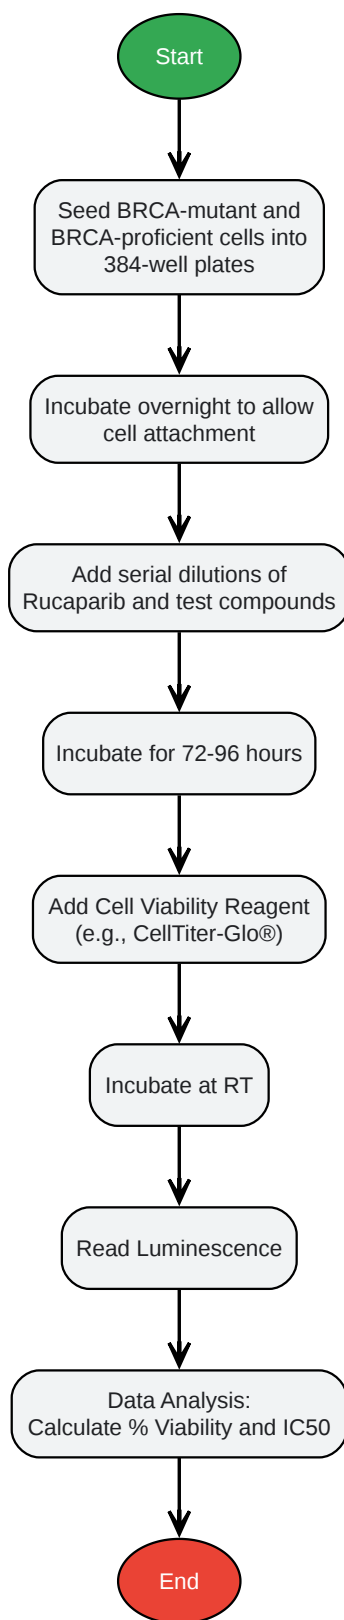 Start
Seed BRCA-mutant and
BRCA-proficient cells into
384-well plates
Incubate overnight to allow
cell attachment
Add serial dilutions of
Rucaparib and test compounds
Incubate for 72-96 hours
Add Cell Viability Reagent
(e.g., CellTiter-Glo®)
Incubate at RT
Read Luminescence
Data Analysis:
Calculate % Viability and IC50
End